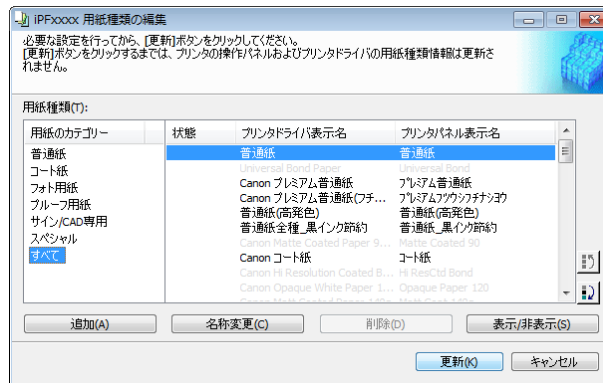 iPFxxxx 用紙種類の編集
必要な設定を行ってから、[更新]ボタンをクリックしてください。
[更新]ボタンをクリックするまでは、プリンタの操作パネルおよびプリンタドライバの用紙種類情報は更新さ
れません。
用紙種類(T):
用紙のカテゴリー
普通紙
コート紙
フォト用紙
プルーフ用紙
サイン/CAD専用
スペシャル
すべて
状態 プリンタドライバ表示名 プリンタパネル表示名
普通紙 普通紙
Universal Bond Paper Universal Bond
Canon プレミアム普通紙 プレミアム普通紙
Canon プレミアム普通紙(フチ... プレミアムフツウシフチナシヨウ
普通紙(高発色) 普通紙(高発色)
普通紙全種_黒インク節約 普通紙_黒インク節約
Canon Matte Coated Paper 9... Matte Coated 90
Canon コート紙 コート紙
Canon Hi Resolution Coated B... Hi ResCtd Bond
Canon Opaque White Paper 1... Opaque Paper 120
追加(A) 名称変更(C) 削除(D) 表示/非表示(S)
更新(K) キャンセル